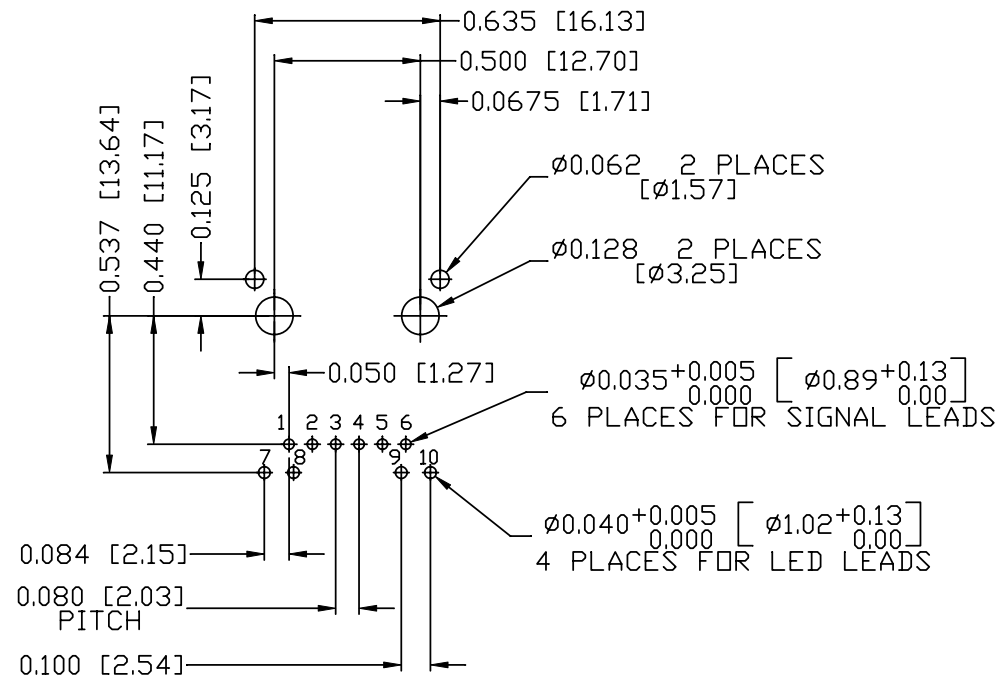 0.635 [16.13]
0.500 [12.70]
0.0675 [1.71]
0.537 [13.64]
0.440 [11.17]
0.125 [3.17]
Ø0.062 2 PLACES
[Ø1.57]
Ø0.128 2 PLACES
[Ø3.25]
0.050 [1.27]
Ø0.035 +0.005 [ Ø0.89 +0.13 ]
0.000 0.00
6 PLACES FOR SIGNAL LEADS
1 2 3 4 5 6
7 8 9 10
Ø0.040 +0.005 [ Ø1.02 +0.13 ]
0.000 0.00
4 PLACES FOR LED LEADS
0.084 [2.15]
0.080 [2.03]
PITCH
0.100 [2.54]